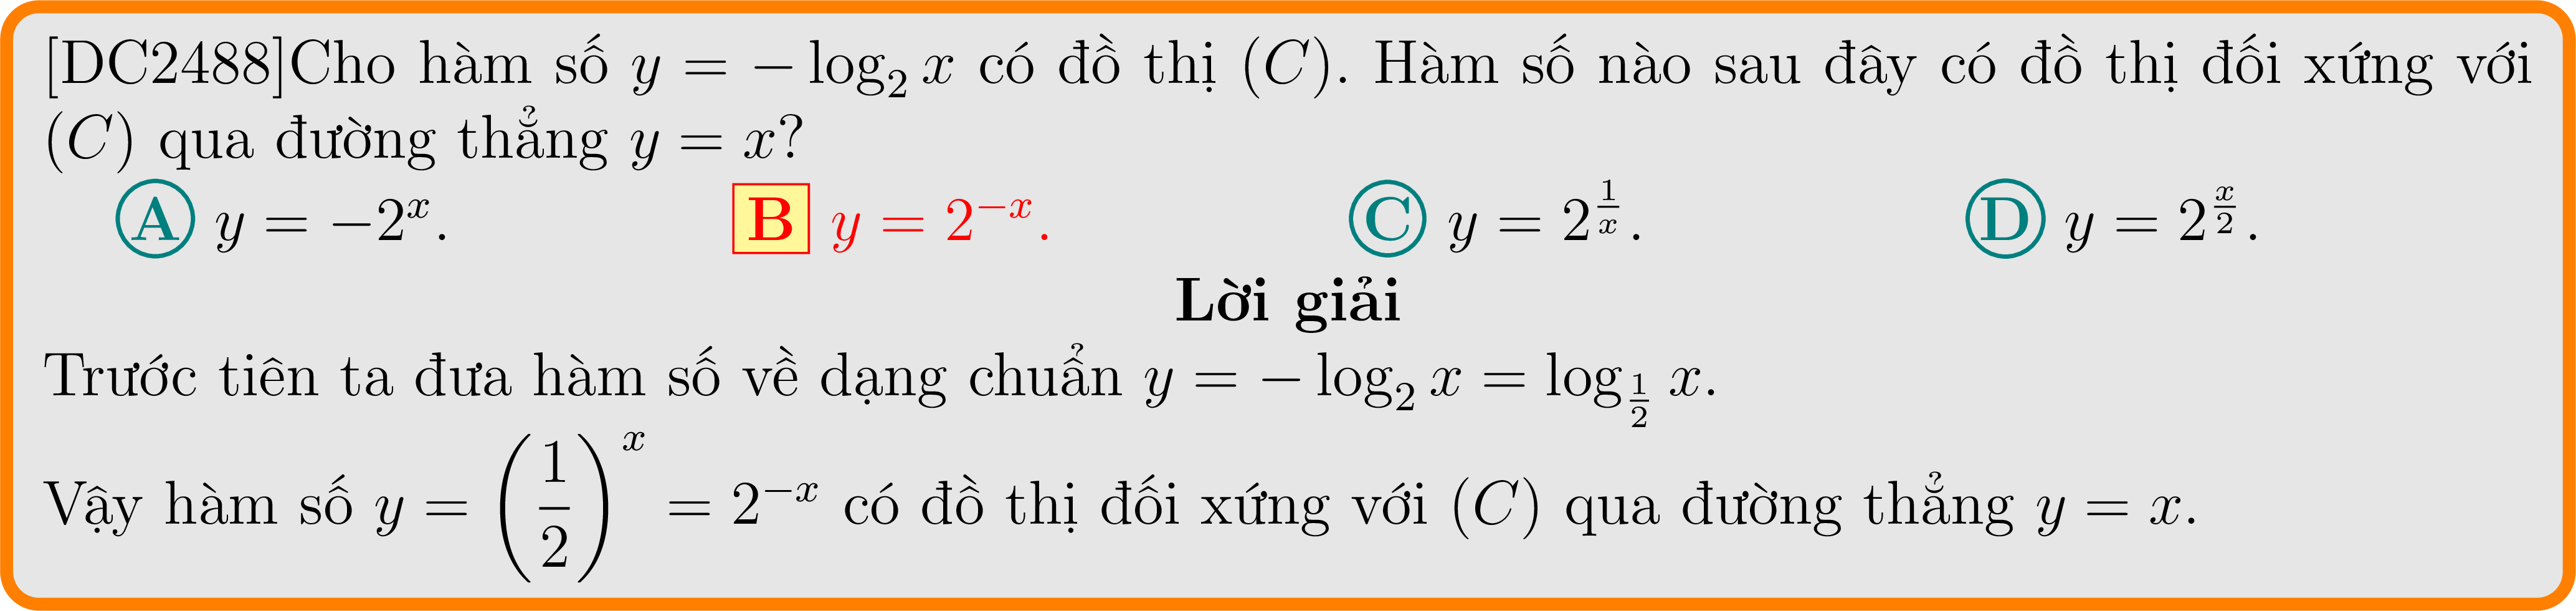 [DC2488]Cho hàm số y = − log₂ x có đồ thị (C). Hàm số nào sau đây có đồ thị đối xứng với
(C) qua đường thẳng y = x?
A y = −2^x. B y = 2^{−x}. C y = 2^{\frac{1}{x}}. D y = 2^{\frac{x}{2}}.
Lời giải
Trước tiên ta đưa hàm số về dạng chuẩn y = − log₂ x = log_{\frac{1}{2}} x.
Vậy hàm số y = \left(\frac{1}{2}\right)^x = 2^{−x} có đồ thị đối xứng với (C) qua đường thẳng y = x.